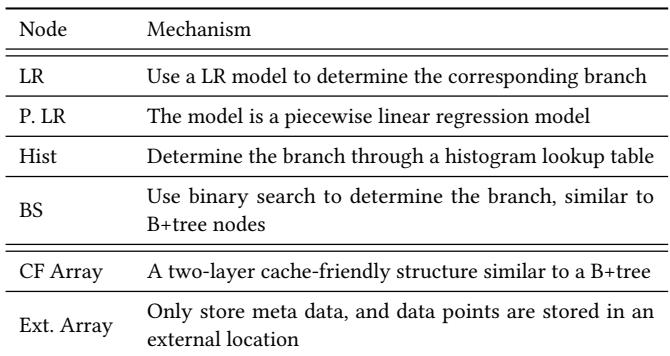 Node Mechanism
LR Use a LR model to determine the corresponding branch
P. LR The model is a piecewise linear regression model
Hist Determine the branch through a histogram lookup table
BS Use binary search to determine the branch, similar to
B+tree nodes
CF Array A two-layer cache-friendly structure similar to a B+tree
Ext. Array Only store meta data, and data points are stored in an
external location